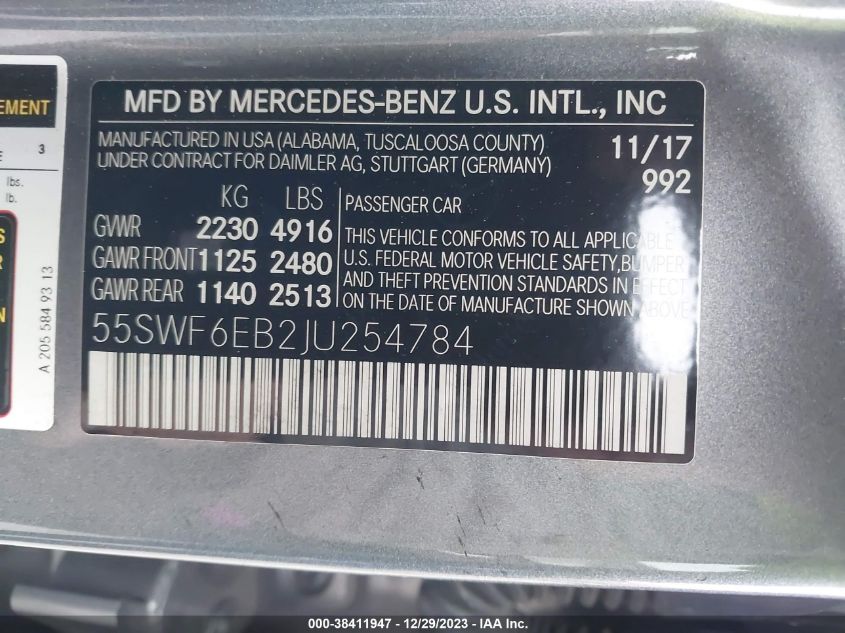 EMENT
3
lbs.
lb.
A 205 584 93 13
MFD BY MERCEDES-BENZ U.S. INTL., INC
MANUFACTURED IN USA (ALABAMA, TUSCALOOSA COUNTY)
UNDER CONTRACT FOR DAIMLER AG, STUTTGART (GERMANY)
11/17
992
KG LBS
GVWR 2230 4916
GAWR FRONT 1125 2480
GAWR REAR 1140 2513
PASSENGER CAR
THIS VEHICLE CONFORMS TO ALL APPLICABLE
U.S. FEDERAL MOTOR VEHICLE SAFETY, BUMPER
AND THEFT PREVENTION STANDARDS IN EFFECT
ON THE DATE OF MANUFACTURE SHOWN ABOVE
55SWF6EB2JU254784
000-38411947 - 12/29/2023 - IAA Inc.